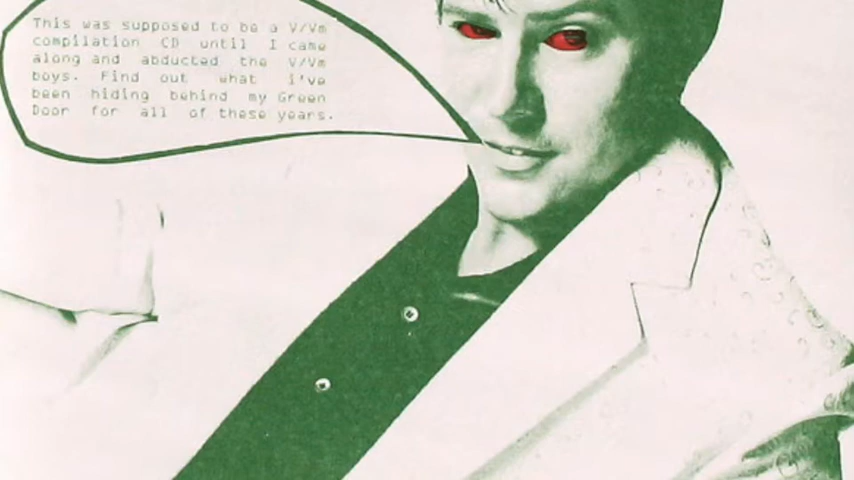 This was supposed to be a V/Vm
compilation CD until I came
along and abducted the V/Vm
boys. Find out what i've
been hiding behind my Green
Door for all of these years.